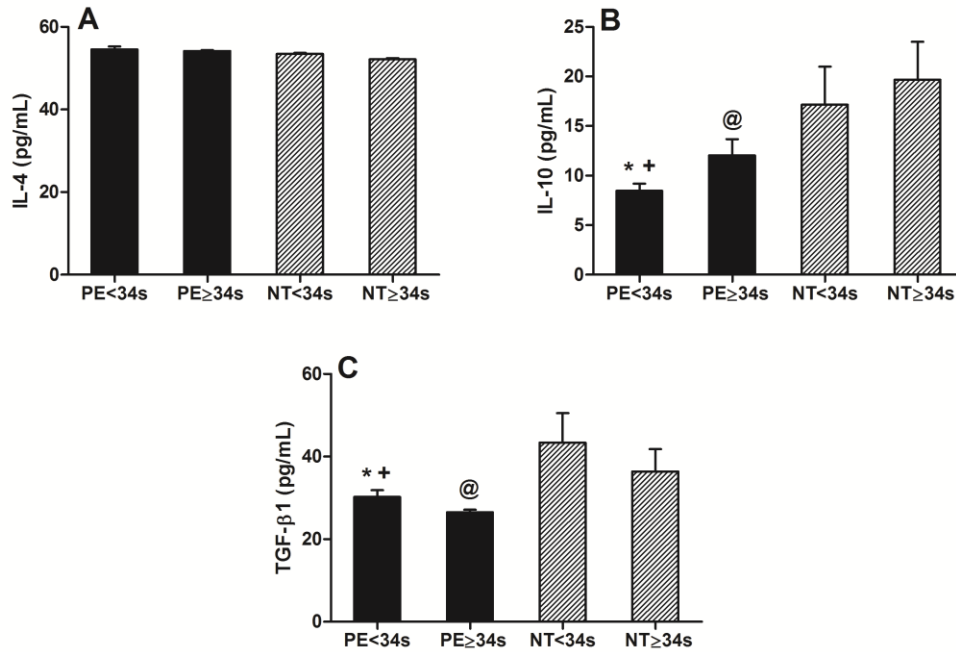 A
60
40
20
0
IL-4 (pg/mL)
PE<34s PE≥34s NT<34s NT≥34s
B
25
20
15
10
5
0
IL-10 (pg/mL)
* +
@
PE<34s PE≥34s NT<34s NT≥34s
C
60
40
20
0
TGF-β1 (pg/mL)
* +
@
PE<34s PE≥34s NT<34s NT≥34s